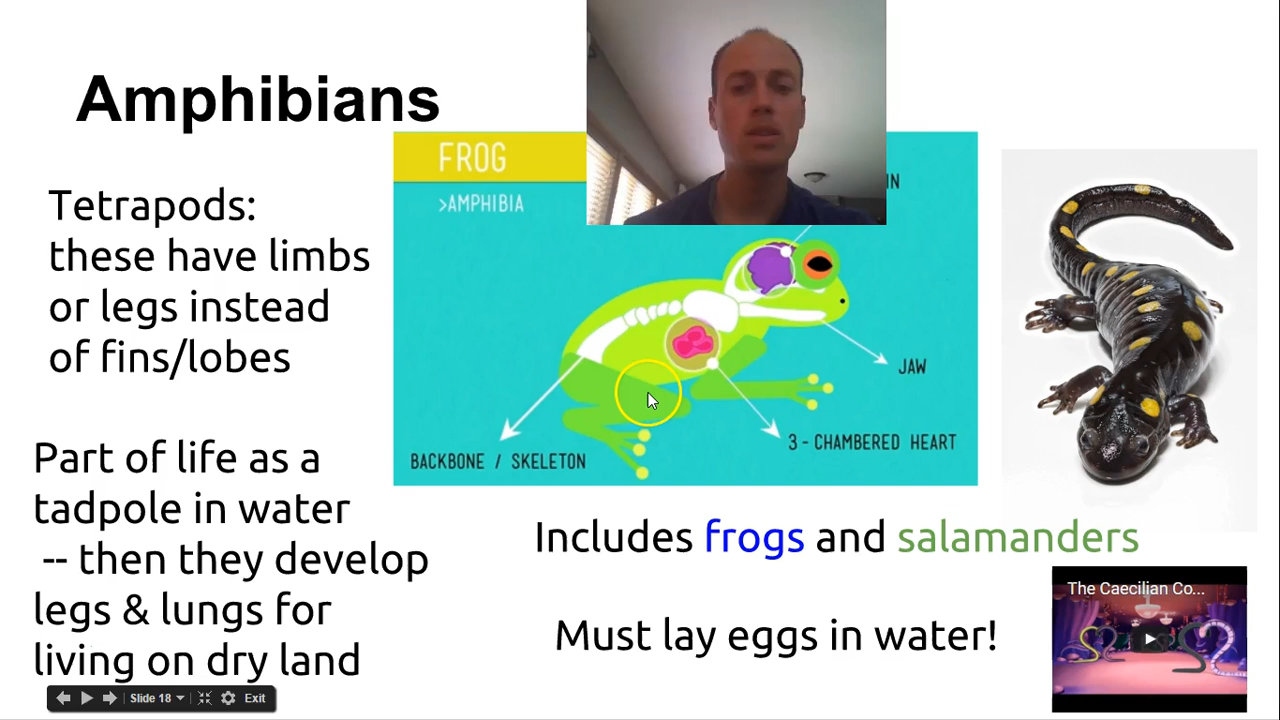 Amphibians
Tetrapods:
these have limbs
or legs instead
of fins/lobes
Part of life as a
tadpole in water
-- then they develop
legs & lungs for
living on dry land
FROG
>AMPHIBIA
IN
JAW
3 - CHAMBERED HEART
BACKBONE / SKELETON
Includes frogs and salamanders
Must lay eggs in water!
The Caecilian Co...
Slide 18
Exit